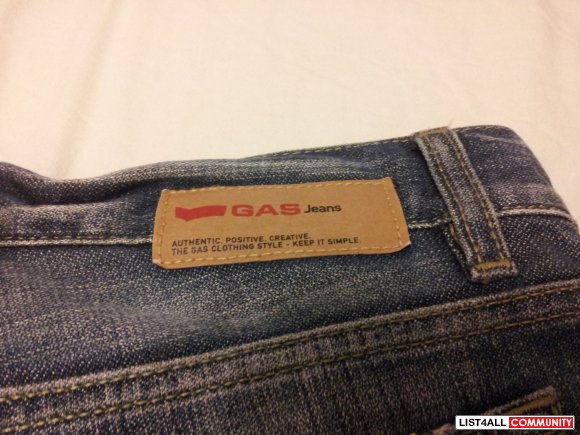 GAS Jeans
AUTHENTIC. POSITIVE. CREATIVE.
THE GAS CLOTHING STYLE - KEEP IT SIMPLE.
LIST4ALL COMMUNITY